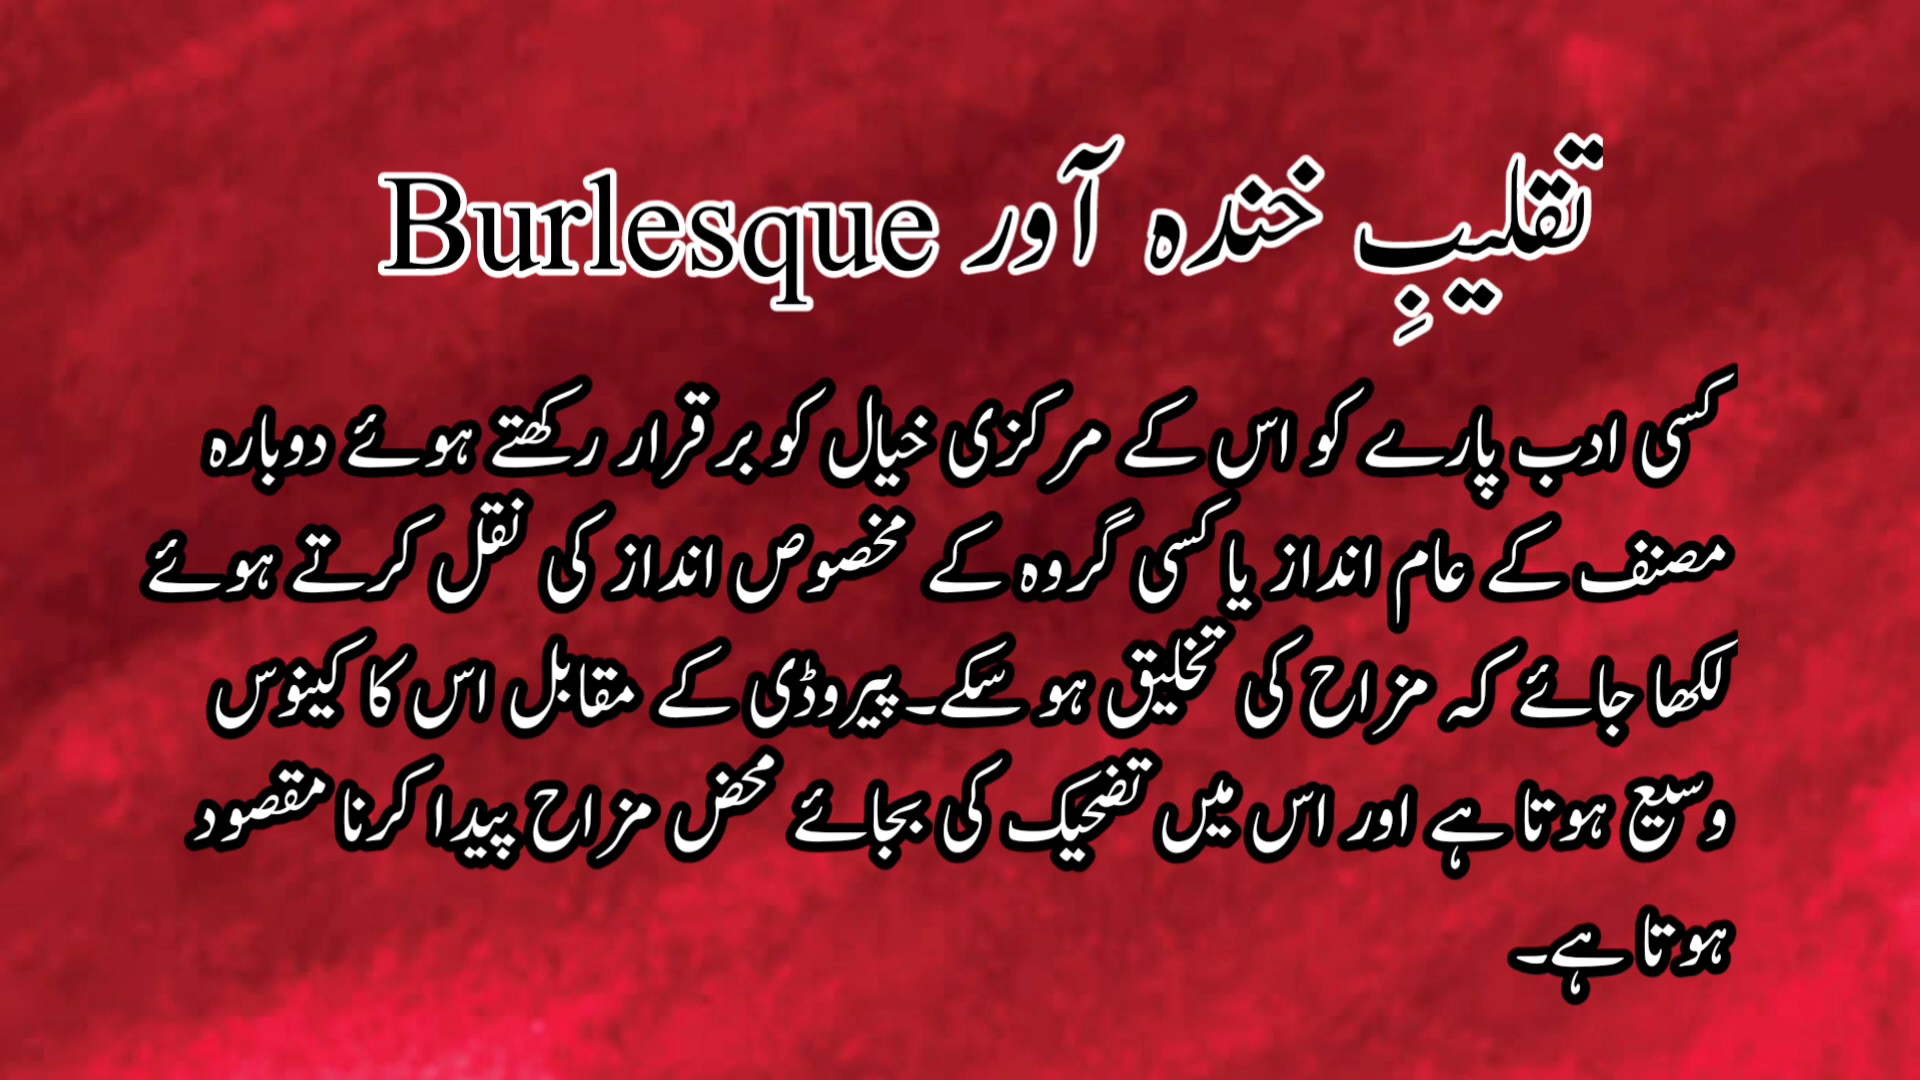 تقلیبِ خندہ آور Burlesque
کسی ادب پارے کو اس کے مرکزی خیال کو برقرار رکھتے ہوئے دوبارہ
مصنف کے عام انداز یا کسی گروہ کے مخصوص انداز کی نقل کرتے ہوئے
لکھا جائے کہ مزاح کی تخلیق ہو سکے۔ پیروڈی کے مقابل اس کا کینوس
وسیع ہوتا ہے اور اس میں تضحیک کی بجائے محض مزاح پیدا کرنا مقصود
ہوتا ہے۔